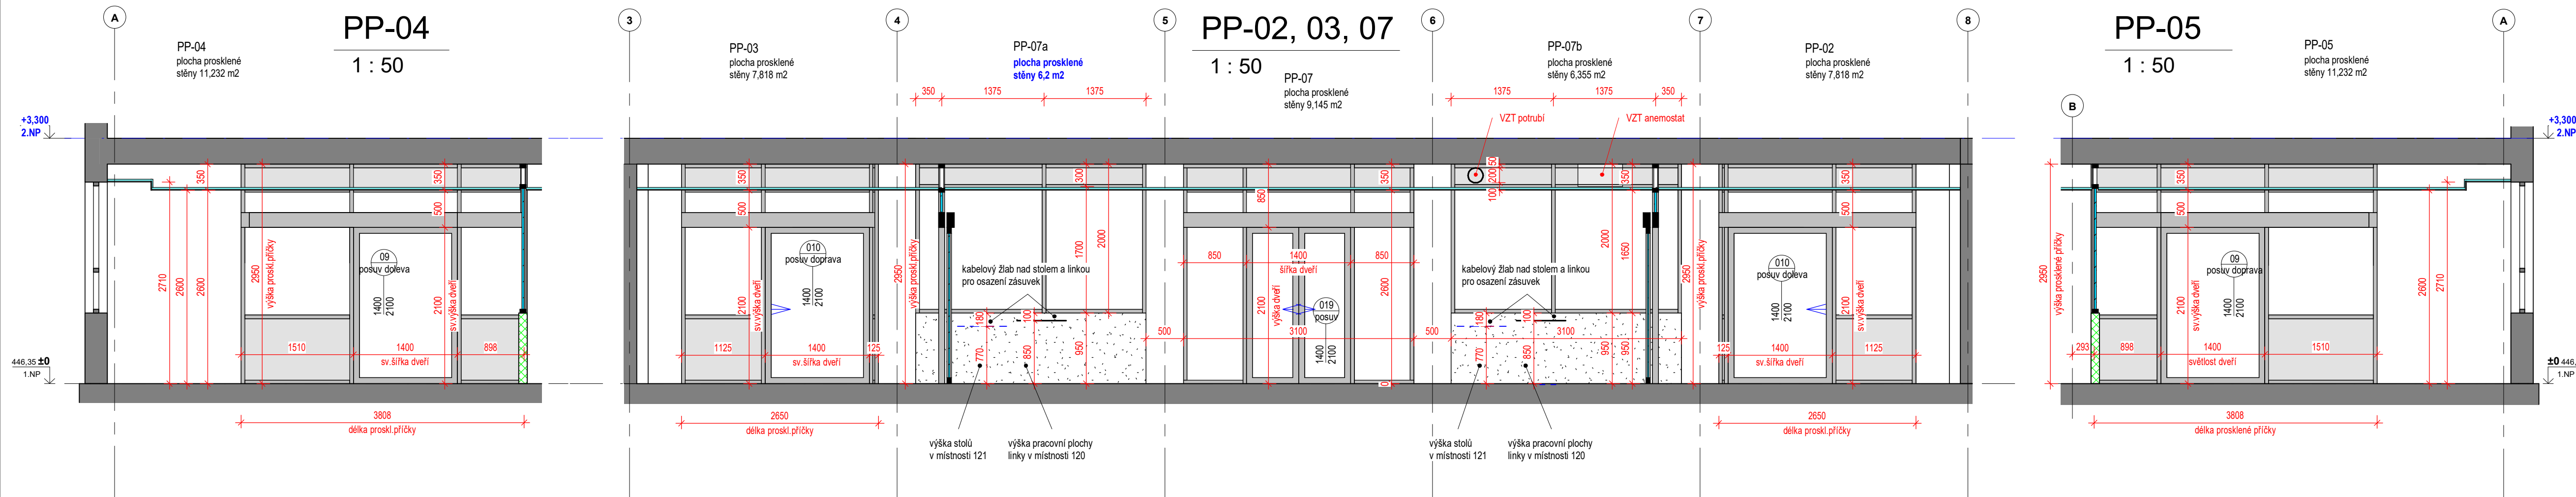 A
PP-04
1 : 50
PP-04
plocha prosklené
stěny 11,232 m2
+3,300
2.NP
350
350
500
2710
2600
2600
2950
výška proskl.příčky
09
posuv doleva
1400
2100
2100
sv.výška dveří
1510
1400
898
sv.šířka dveří
446,35 ±0
1.NP
3808
délka proskl.příčky
3
4
5
6
7
8
PP-02, 03, 07
1 : 50
PP-03
plocha prosklené
stěny 7,818 m2
PP-07a
plocha prosklené
stěny 6,2 m2
PP-07
plocha prosklené
stěny 9,145 m2
PP-07b
plocha prosklené
stěny 6,355 m2
PP-02
plocha prosklené
stěny 7,818 m2
350
1375
1375
1375
1375
350
VZT potrubí
VZT anemostat
350
500
2100
sv.výška dveří
010
posuv doprava
1400
2100
1125
1400
125
sv.šířka dveří
2650
délka proskl.příčky
2950
výška proskl.příčky
300
1700
2000
kabelový žlab nad stolem a linkou
pro osazení zásuvek
180
100
770
850
950
výška stolů
v místnosti 121
výška pracovní plochy
linky v místnosti 120
500
3100
500
3100
850
350
850
1400
850
šířka dveří
2600
2100
výška dveří
019
posuv
1400
2100
0
50
200
100
350
2000
1650
kabelový žlab nad stolem a linkou
pro osazení zásuvek
180
100
770
850
950
950
výška stolů
v místnosti 121
výška pracovní plochy
linky v místnosti 120
2950
výška proskl.příčky
350
500
010
posuv doleva
1400
2100
2100
sv.výška dveří
125
1400
1125
sv.šířka dveří
2650
délka proskl.příčky
B
A
PP-05
1 : 50
PP-05
plocha prosklené
stěny 11,232 m2
+3,300
2.NP
350
500
2950
výška prosklené příčky
2100
sv.výška dveří
09
posuv doprava
1400
2100
2600
2710
293
898
1400
1510
světlost dveří
±0 446,
1.NP
3808
délka prosklené příčky